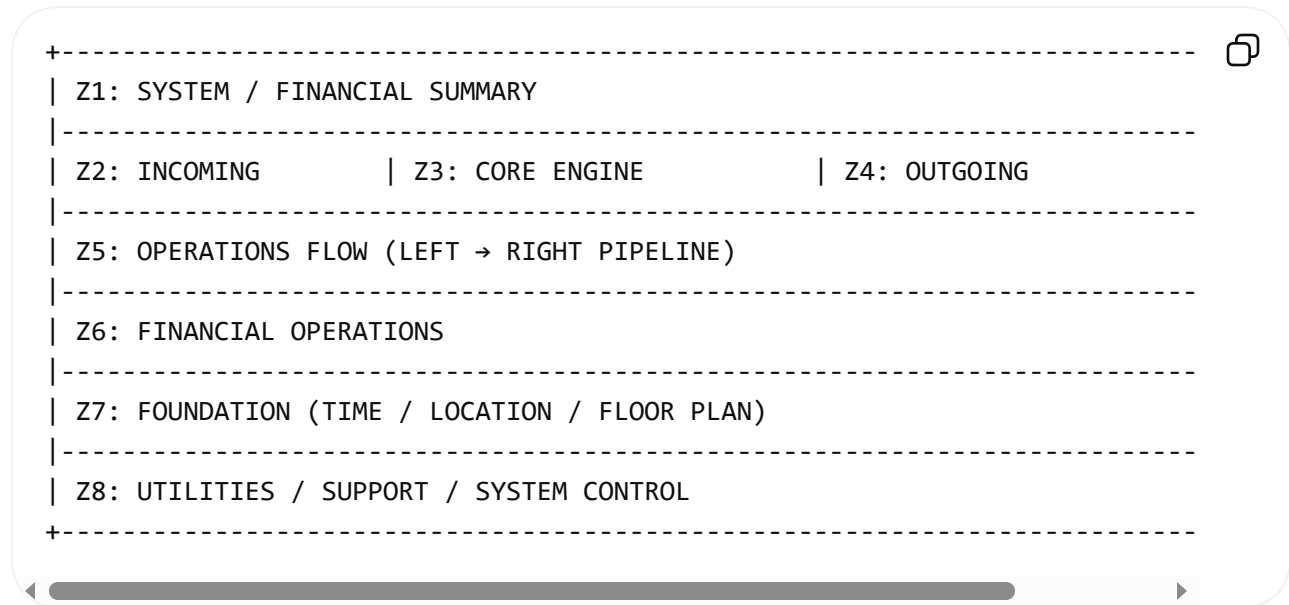 +--------------------------------------------------------------------------
| Z1: SYSTEM / FINANCIAL SUMMARY
|--------------------------------------------------------------------------
| Z2: INCOMING        | Z3: CORE ENGINE           | Z4: OUTGOING
|--------------------------------------------------------------------------
| Z5: OPERATIONS FLOW (LEFT → RIGHT PIPELINE)
|--------------------------------------------------------------------------
| Z6: FINANCIAL OPERATIONS
|--------------------------------------------------------------------------
| Z7: FOUNDATION (TIME / LOCATION / FLOOR PLAN)
|--------------------------------------------------------------------------
| Z8: UTILITIES / SUPPORT / SYSTEM CONTROL
+--------------------------------------------------------------------------